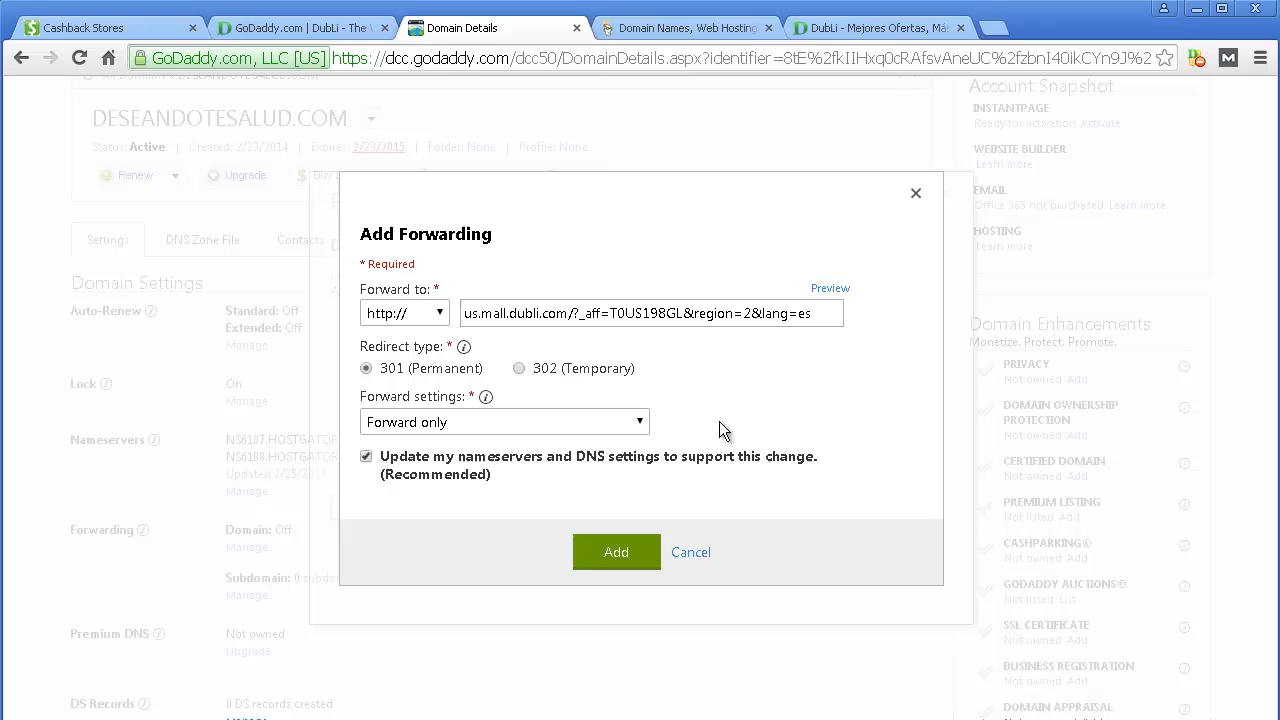 Cashback Stores
GoDaddy.com | DubLi - The \
Domain Details
Domain Names, Web Hosting
DubLi - Mejores Ofertas, Má:
GoDaddy.com, LLC [US] https://dcc.godaddy.com/dcc50/DomainDetails.aspx?identifier=8tE%2fkIIHxq0cRAfsvAneUC%2fzbnI40ikCYn9J%2
All Domains > DESEANDOTESALUD.COM
DESEANDOTESALUD.COM
Status: Active | Created: 2/23/2014 | Expires: 2/23/2015 | Folder: None | Profile: None
Renew
Upgrade
Buy
Settings
DNS Zone File
Contacts
Domain Settings
Auto-Renew
Standard: Off
Extended: Off
Manage
Lock
On
Manage
Nameservers
NS6187.HOSTGATOR
NS6188.HOSTGATOR
Updated 2/25/2014
Manage
Forwarding
Domain: Off
Manage
Subdomain: 0 subdo
Manage
Premium DNS
Not owned
Upgrade
DS Records
0 DS records created
Manage
Add Forwarding
* Required
Forward to: *
Preview
http://
us.mall.dubli.com/?_aff=T0US198GL&region=2&lang=es
Redirect type: *
301 (Permanent)
302 (Temporary)
Forward settings: *
Forward only
Update my nameservers and DNS settings to support this change.
(Recommended)
Add
Cancel
Account Snapshot
INSTANTPAGE
Ready for activation Activate
WEBSITE BUILDER
Learn more
EMAIL
Office 365 not purchased Learn more
HOSTING
Learn more
Domain Enhancements
Monetize. Protect. Promote.
PRIVACY
Not owned Add
DOMAIN OWNERSHIP
PROTECTION
Not owned Add
CERTIFIED DOMAIN
Not owned Add
PREMIUM LISTING
Not listed Add
CASHPARKING®
Not owned Add
GODADDY AUCTIONS®
Not listed List
SSL CERTIFICATE
Not owned Add
BUSINESS REGISTRATION
Not owned Add
DOMAIN APPRAISAL